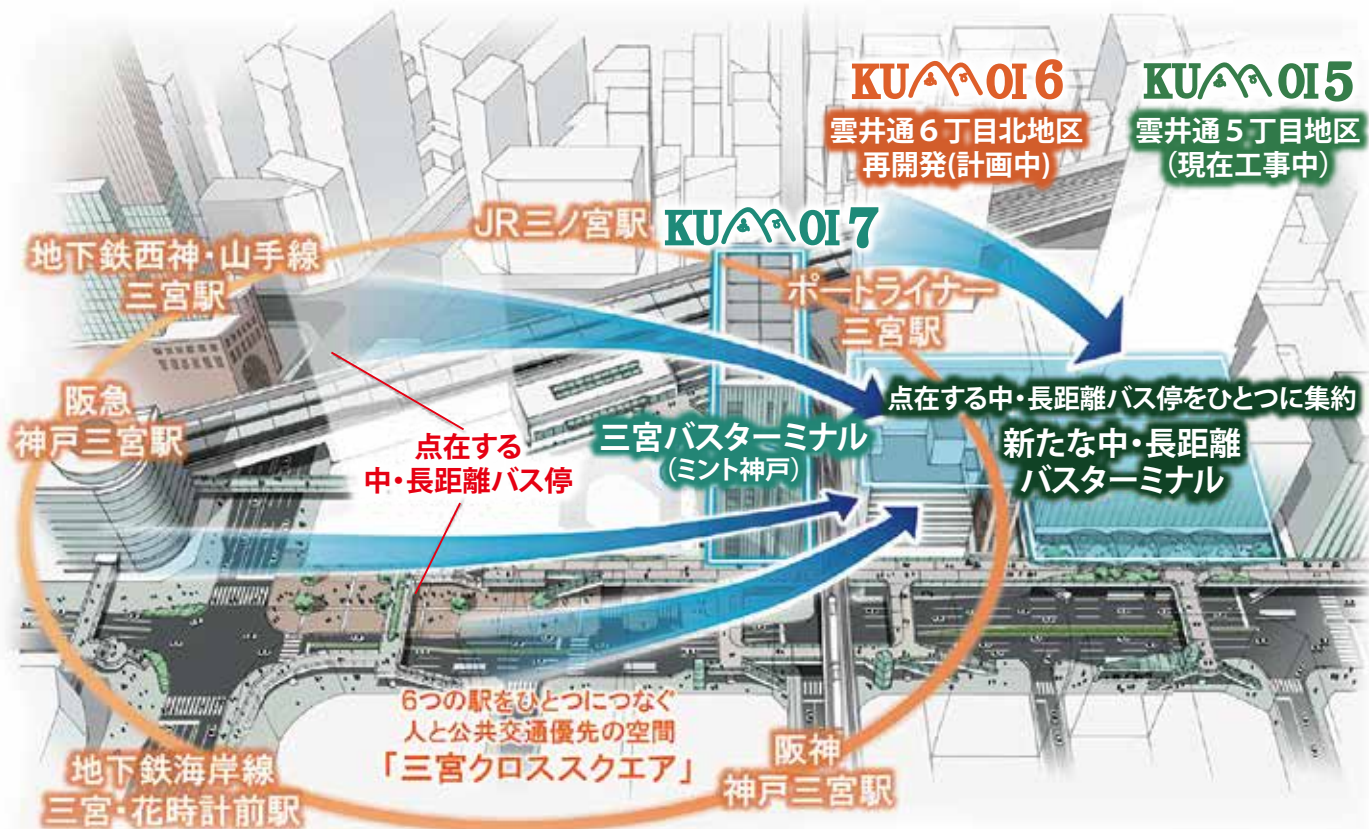 KUMOI 6
雲井通６丁目北地区
再開発(計画中)
KUMOI 5
雲井通５丁目地区
（現在工事中）
JR三ノ宮駅
KUMOI 7
地下鉄西神・山手線
三宮駅
ポートライナー
三宮駅
阪急
神戸三宮駅
点在する
中・長距離バス停
三宮バスターミナル
（ミント神戸）
点在する中・長距離バス停をひとつに集約
新たな中・長距離
バスターミナル
6つの駅をひとつにつなぐ
人と公共交通優先の空間
「三宮クロススクエア」
地下鉄海岸線
三宮・花時計前駅
阪神
神戸三宮駅